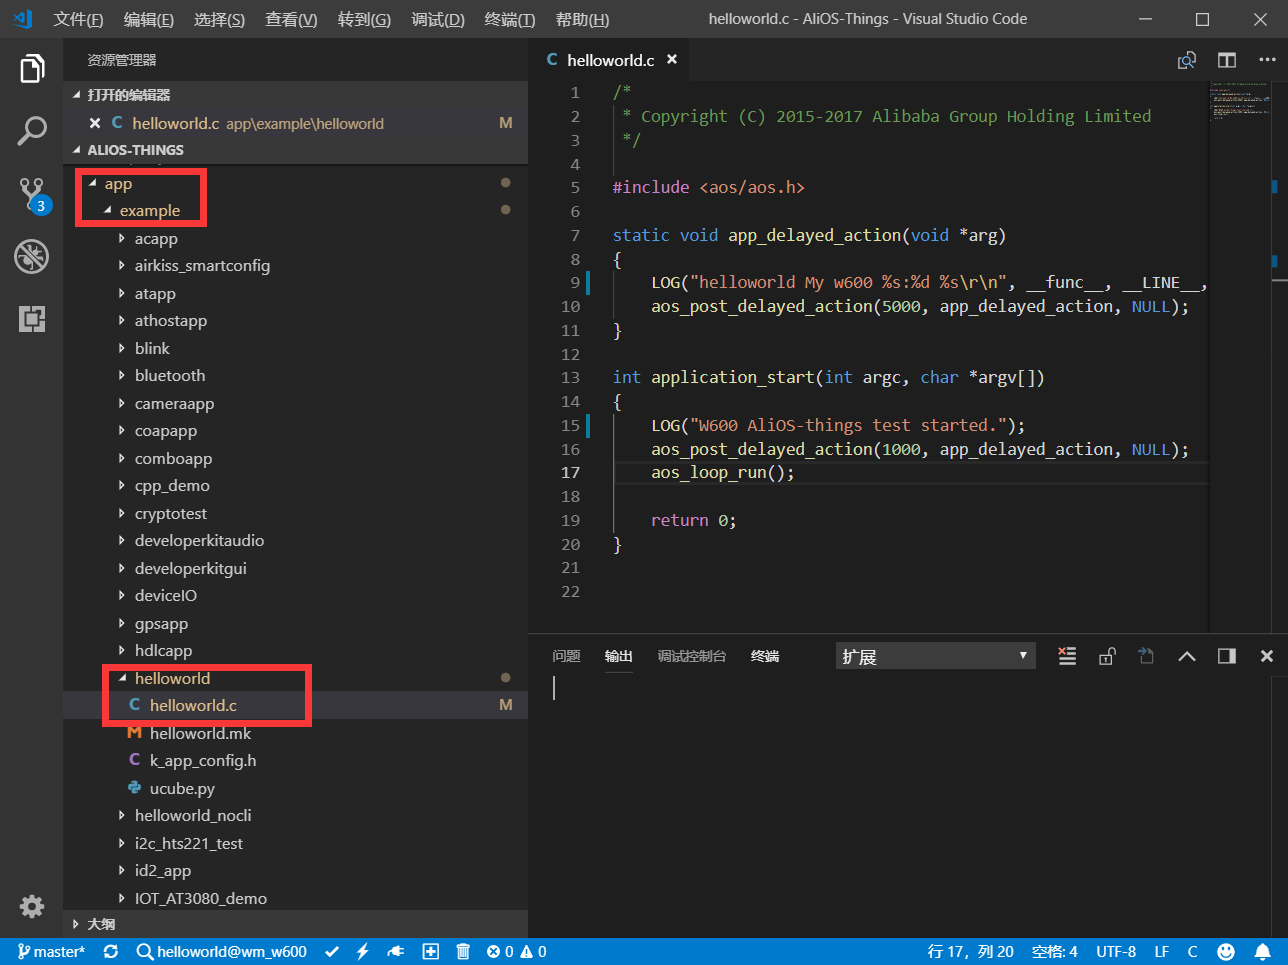 文件(F) 编辑(E) 选择(S) 查看(V) 转到(G) 调试(D) 终端(T) 帮助(H) helloworld.c - AliOS-Things - Visual Studio Code
资源管理器
打开的编辑器
helloworld.c app\example\helloworld M
ALIOS-THINGS
app
example
acapp
airkiss_smartconfig
atapp
athostapp
blink
bluetooth
cameraapp
coapapp
comboapp
cpp_demo
cryptotest
developerkitaudio
developerkitgui
deviceIO
gpsapp
hdlcapp
helloworld
C helloworld.c M
M helloworld.mk
C k_app_config.h
ucube.py
helloworld_nocli
i2c_hts221_test
id2_app
IOT_AT3080_demo
大纲
3
C helloworld.c
1 /*
2 * Copyright (C) 2015-2017 Alibaba Group Holding Limited
3 */
4
5 #include <aos/aos.h>
6
7 static void app_delayed_action(void *arg)
8 {
9 LOG("helloworld My w600 %s:%d %s\r\n", __func__, __LINE__,
10 aos_post_delayed_action(5000, app_delayed_action, NULL);
11 }
12
13 int application_start(int argc, char *argv[])
14 {
15 LOG("W600 AliOS-things test started.");
16 aos_post_delayed_action(1000, app_delayed_action, NULL);
17 aos_loop_run();
18
19 return 0;
20 }
21
22
问题 输出 调试控制台 终端 扩展
master* helloworld@wm_w600 0 0 行 17，列 20 空格: 4 UTF-8 LF C